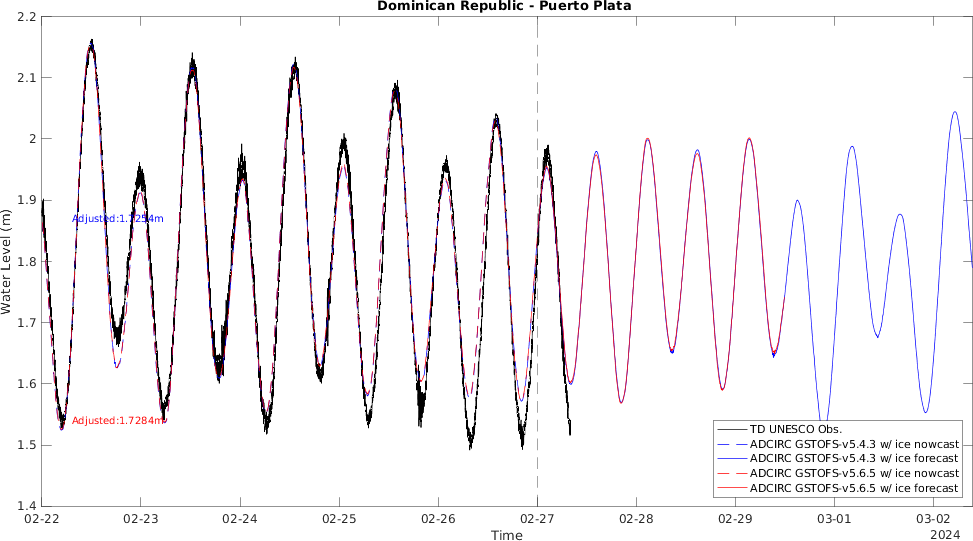 Dominican Republic - Puerto Plata
2.2
2.1
2
1.9
1.8
1.7
1.6
1.5
1.4
Water Level (m)
Adjusted:1.7254m
Adjusted:1.7284m
TD UNESCO Obs.
ADCIRC GSTOFS-v5.4.3 w/ ice nowcast
ADCIRC GSTOFS-v5.4.3 w/ ice forecast
ADCIRC GSTOFS-v5.6.5 w/ ice nowcast
ADCIRC GSTOFS-v5.6.5 w/ ice forecast
02-22 02-23 02-24 02-25 02-26 02-27 02-28 02-29 03-01 03-02
Time
2024